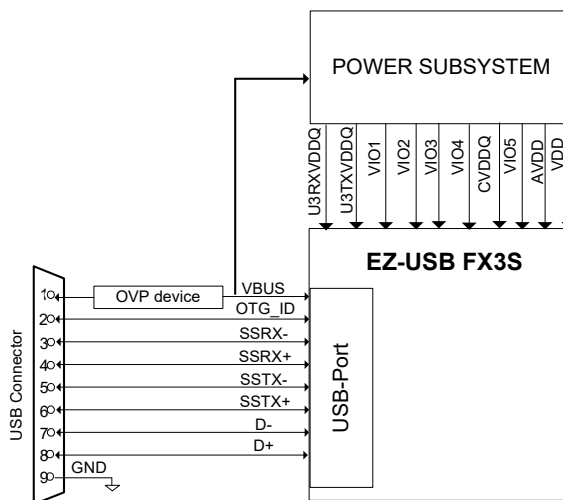 POWER SUBSYSTEM
U3RXVDDQ
U3TXVDDQ
VIO1
VIO2
VIO3
VIO4
CVDDQ
VIO5
AVDD
VDD
EZ-USB FX3S
USB-Port
USB Connector
1
OVP device
VBUS
2
OTG_ID
3
SSRX-
4
SSRX+
5
SSTX-
6
SSTX+
7
D-
8
D+
9
GND